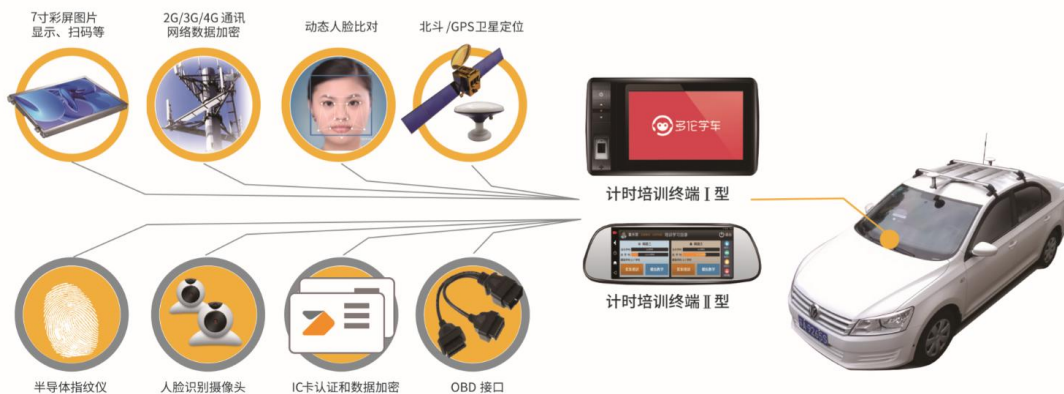 7寸彩屏图片
显示、扫码等
2G/3G/4G 通讯
网络数据加密
动态人脸比对
北斗 /GPS卫星定位
多伦学车
计时培训终端 I 型
计时培训终端 II 型
半导体指纹仪
人脸识别摄像头
IC卡认证和数据加密
OBD 接口